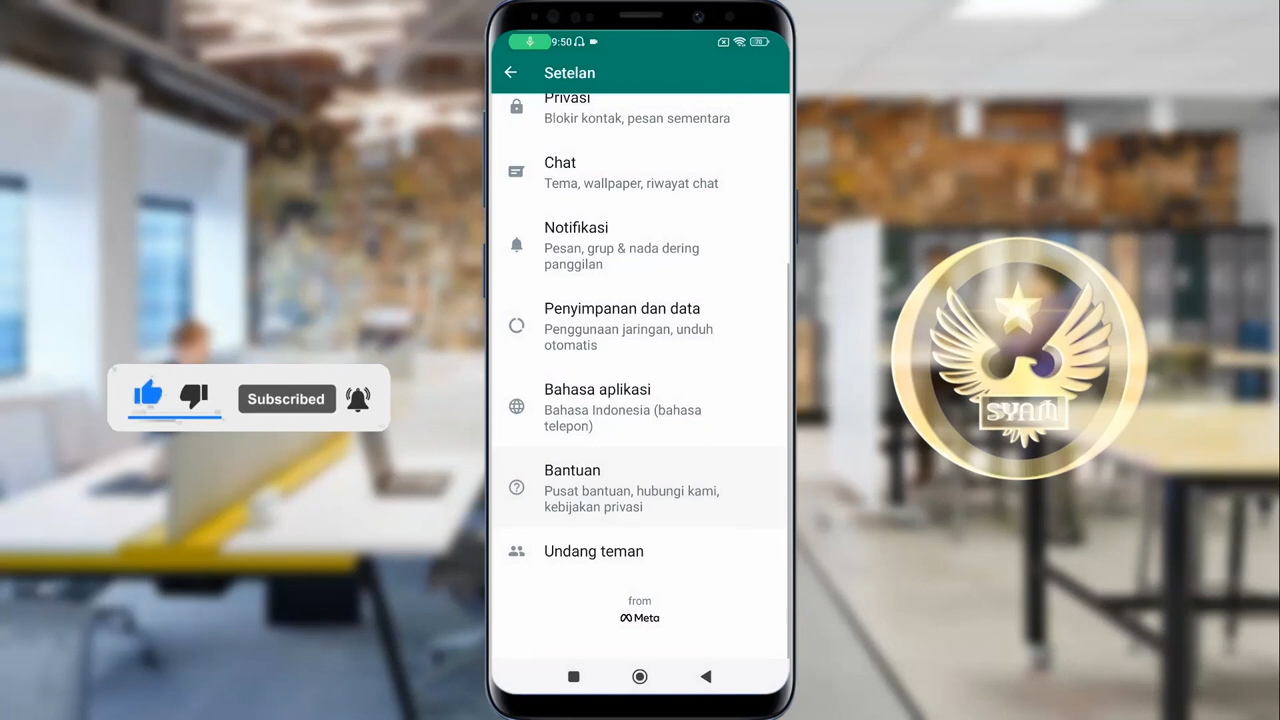 9:50
70
Setelan
Privasi
Blokir kontak, pesan sementara
Chat
Tema, wallpaper, riwayat chat
Notifikasi
Pesan, grup & nada dering
panggilan
Penyimpanan dan data
Penggunaan jaringan, unduh
otomatis
Bahasa aplikasi
Bahasa Indonesia (bahasa
telepon)
Bantuan
Pusat bantuan, hubungi kami,
kebijakan privasi
Undang teman
from
Meta
Subscribed
SYAM